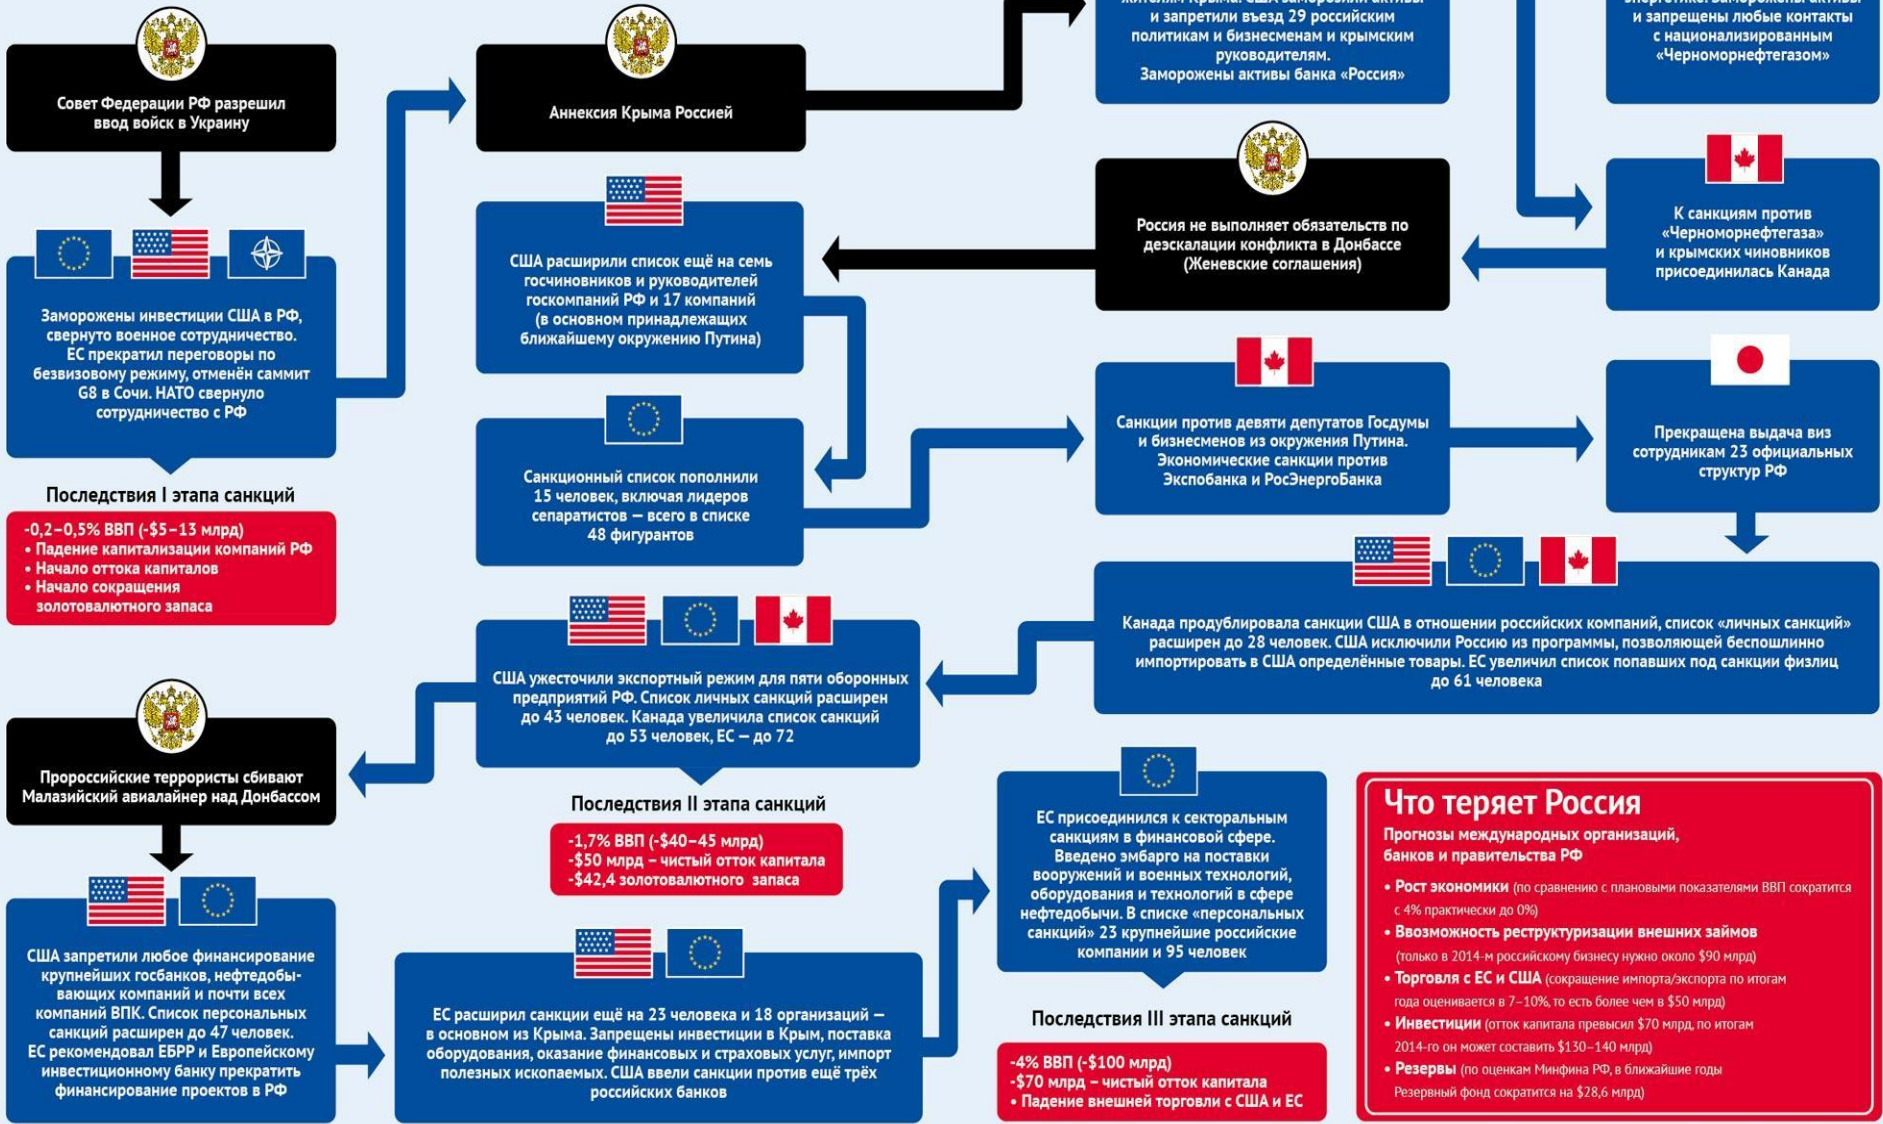 Совет Федерации РФ разрешил
ввод войск в Украину
Заморожены инвестиции США в РФ,
свернуто военное сотрудничество.
ЕС прекратил переговоры по
безвизовому режиму, отменён саммит
G8 в Сочи. НАТО свернуло
сотрудничество с РФ
Последствия I этапа санкций
-0,2–0,5% ВВП (-$5–13 млрд)
• Падение капитализации компаний РФ
• Начало оттока капиталов
• Начало сокращения
золотовалютного запаса
Аннексия Крыма Россией
жителям Крыма. США заморозили активы
и запретили въезд 29 российским
политикам и бизнесменам и крымским
руководителям.
Заморожены активы банка «Россия»
энергетике. Заморожены активы
и запрещены любые контакты
с национализированным
«Черноморнефтегазом»
К санкциям против
«Черноморнефтегаза»
и крымских чиновников
присоединилась Канада
Россия не выполняет обязательств по
деэскалации конфликта в Донбассе
(Женевские соглашения)
США расширили список ещё на семь
госчиновников и руководителей
госкомпаний РФ и 17 компаний
(в основном принадлежащих
ближайшему окружению Путина)
Санкционный список пополнили
15 человек, включая лидеров
сепаратистов — всего в списке
48 фигурантов
Санкции против девяти депутатов Госдумы
и бизнесменов из окружения Путина.
Экономические санкции против
Экспобанка и РосЭнергоБанка
Прекращена выдача виз
сотрудникам 23 официальных
структур РФ
Канада продублировала санкции США в отношении российских компаний, список «личных санкций»
расширен до 28 человек. США исключили Россию из программы, позволяющей беспошлинно
импортировать в США определённые товары. ЕС увеличил список попавших под санкции физлиц
до 61 человека
США ужесточили экспортный режим для пяти оборонных
предприятий РФ. Список личных санкций расширен
до 43 человек. Канада увеличила список санкций
до 53 человек, ЕС — до 72
Последствия II этапа санкций
-1,7% ВВП (-$40–45 млрд)
-$50 млрд – чистый отток капитала
-$42,4 золотовалютного запаса
Пророссийские террористы сбивают
Малазийский авиалайнер над Донбассом
США запретили любое финансирование
крупнейших госбанков, нефтедобы-
вающих компаний и почти всех
компаний ВПК. Список персональных
санкций расширен до 47 человек.
ЕС рекомендовал ЕБРР и Европейскому
инвестиционному банку прекратить
финансирование проектов в РФ
ЕС расширил санкции ещё на 23 человека и 18 организаций —
в основном из Крыма. Запрещены инвестиции в Крым, поставка
оборудования, оказание финансовых и страховых услуг, импорт
полезных ископаемых. США ввели санкции против ещё трёх
российских банков
ЕС присоединился к секторальным
санкциям в финансовой сфере.
Введено эмбарго на поставки
вооружений и военных технологий,
оборудования и технологий в сфере
нефтедобычи. В списке «персональных
санкций» 23 крупнейшие российские
компании и 95 человек
Последствия III этапа санкций
-4% ВВП (-$100 млрд)
-$70 млрд – чистый отток капитала
• Падение внешней торговли с США и ЕС
Что теряет Россия
Прогнозы международных организаций,
банков и правительства РФ
• Рост экономики (по сравнению с плановыми показателями ВВП сократится
с 4% практически до 0%)
• Ввозможность реструктуризации внешних займов
(только в 2014-м российскому бизнесу нужно около $90 млрд)
• Торговля с ЕС и США (сокращение импорта/экспорта по итогам
года оценивается в 7–10%, то есть более чем в $50 млрд)
• Инвестиции (отток капитала превысил $70 млрд, по итогам
2014-го он может составить $130–140 млрд)
• Резервы (по оценкам Минфина РФ, в ближайшие годы
Резервный фонд сократится на $28,6 млрд)